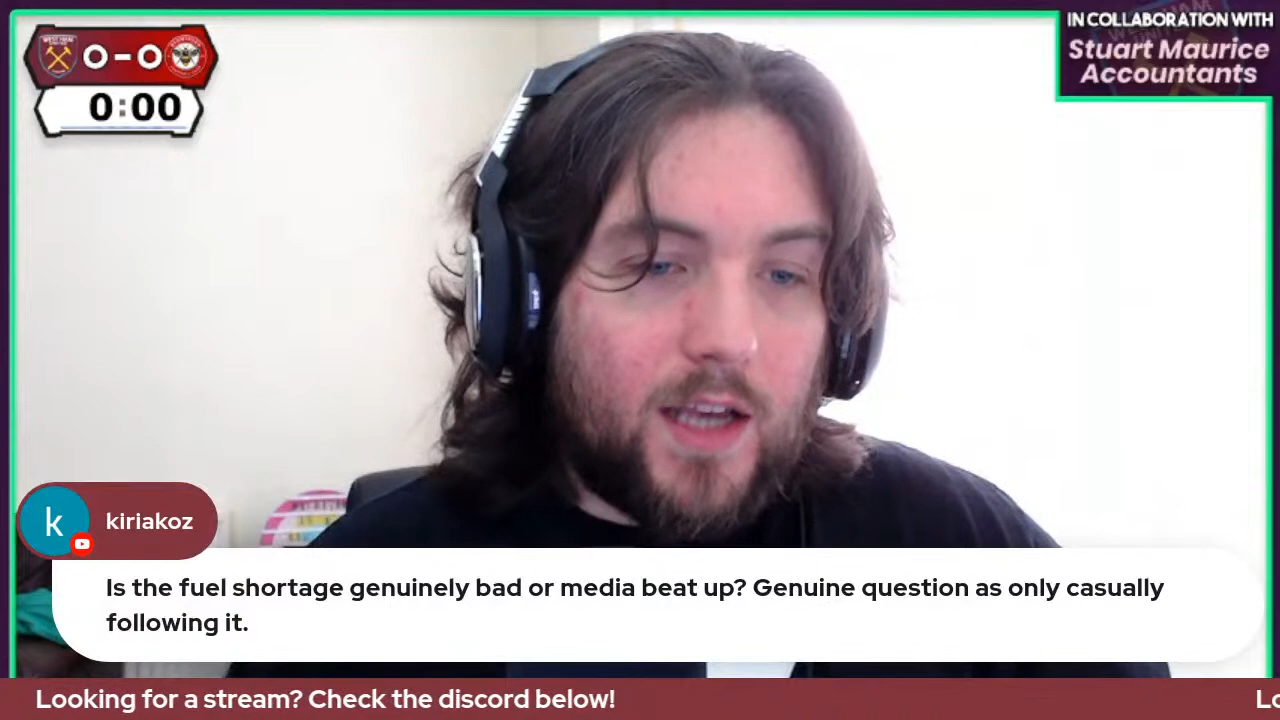 IN COLLABORATION WITH
Stuart Maurice
Accountants
0-0
0:00
k
kiriakoz
Is the fuel shortage genuinely bad or media beat up? Genuine question as only casually
following it.
Looking for a stream? Check the discord below!
Lo